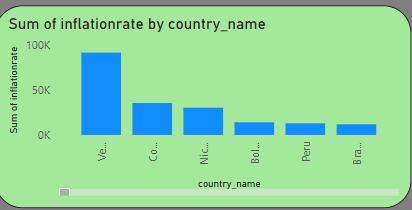 Sum of inflationrate by country_name
Sum of inflationrate
100K
50K
0K
Ve...
Co...
Nic...
Bol...
Peru
Bra...
country_name